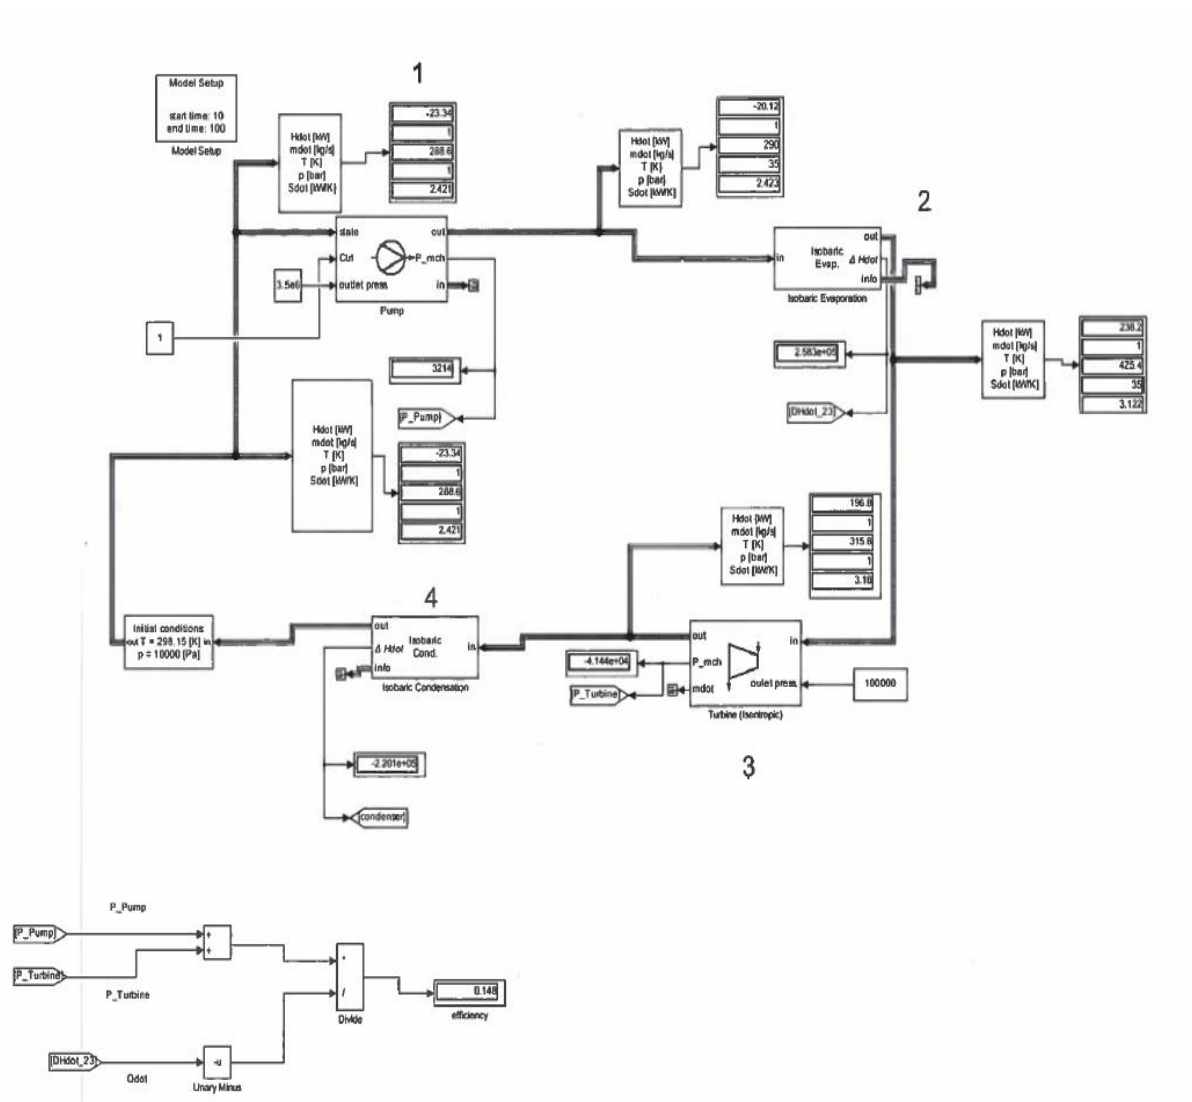 1
Model Setup
start time: 10
end time: 100
Model Setup
Hdot [kW]
mdot [kg/s]
T [K]
p [bar]
Sdot [kW/K]
-23.34
1
288.6
1
2.421
Hdot [kW]
mdot [kg/s]
T [K]
p [bar]
Sdot [kW/K]
-20.12
1
290
35
2.423
2
state
out
Ctrl
P_mch
outlet press.
in
Pump
3.5e6
1
in
Isobaric
Evap.
out
Δ Hdot
info
Isobaric Evaporation
3214
[P_Pump]
2.583e+05
[DHdot_23]
Hdot [kW]
mdot [kg/s]
T [K]
p [bar]
Sdot [kW/K]
238.2
1
425.4
35
3.122
Hdot [kW]
mdot [kg/s]
T [K]
p [bar]
Sdot [kW/K]
-23.34
1
288.6
1
2.421
Hdot [kW]
mdot [kg/s]
T [K]
p [bar]
Sdot [kW/K]
196.8
1
315.8
1
3.18
4
Initial conditions
out T = 298.15 [K] in
p = 10000 [Pa]
out
Δ Hdot
info
Isobaric
Cond.
in
Isobaric Condensation
-4.144e+04
[P_Turbine]
out
in
P_mch
mdot
oulet press.
Turbine (Isentropic)
100000
3
-2.201e+05
[condenser]
P_Pump
[P_Pump]
[P_Turbine]
P_Turbine
+
+
*
/
Divide
0.148
efficiency
[DHdot_23]
Qdot
-u
Unary Minus